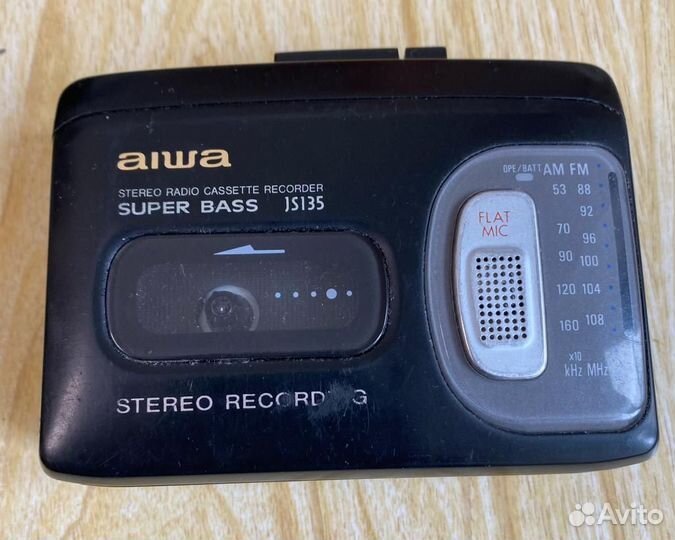 aiwa
STEREO RADIO CASSETTE RECORDER
SUPER BASS JS135
STEREO RECORDING
OPE/BATT AM FM
FLAT
MIC
53 88
92
70
96
90
100
120 104
160 108
x10
kHz MHz
Avito